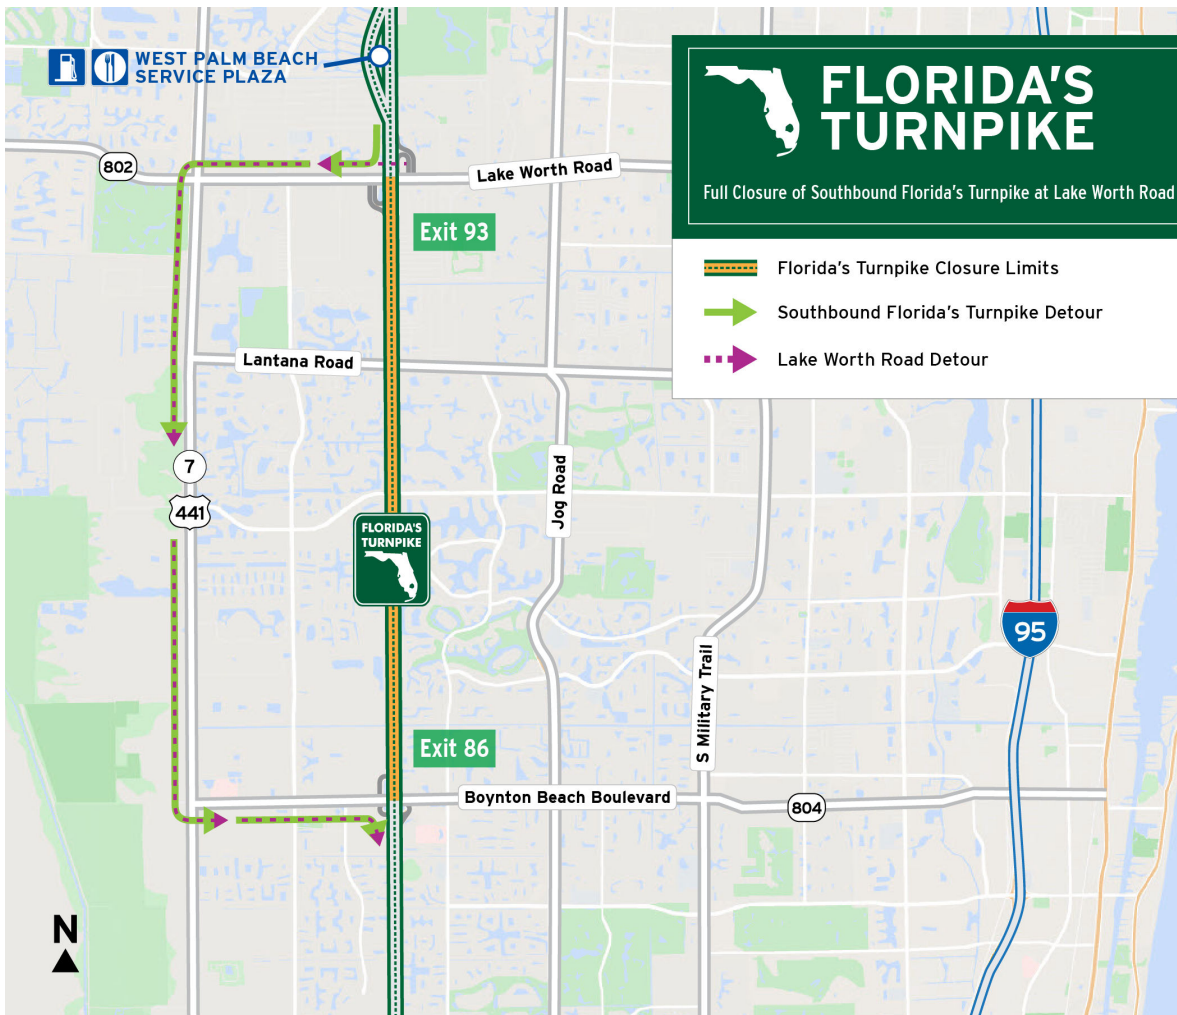 WEST PALM BEACH
SERVICE PLAZA
FLORIDA'S
TURNPIKE
Full Closure of Southbound Florida's Turnpike at Lake Worth Road
802
Lake Worth Road
Exit 93
Florida's Turnpike Closure Limits
Southbound Florida's Turnpike Detour
Lake Worth Road Detour
Lantana Road
7
441
Jog Road
FLORIDA'S
TURNPIKE
95
S Military Trail
Exit 86
Boynton Beach Boulevard
804
N